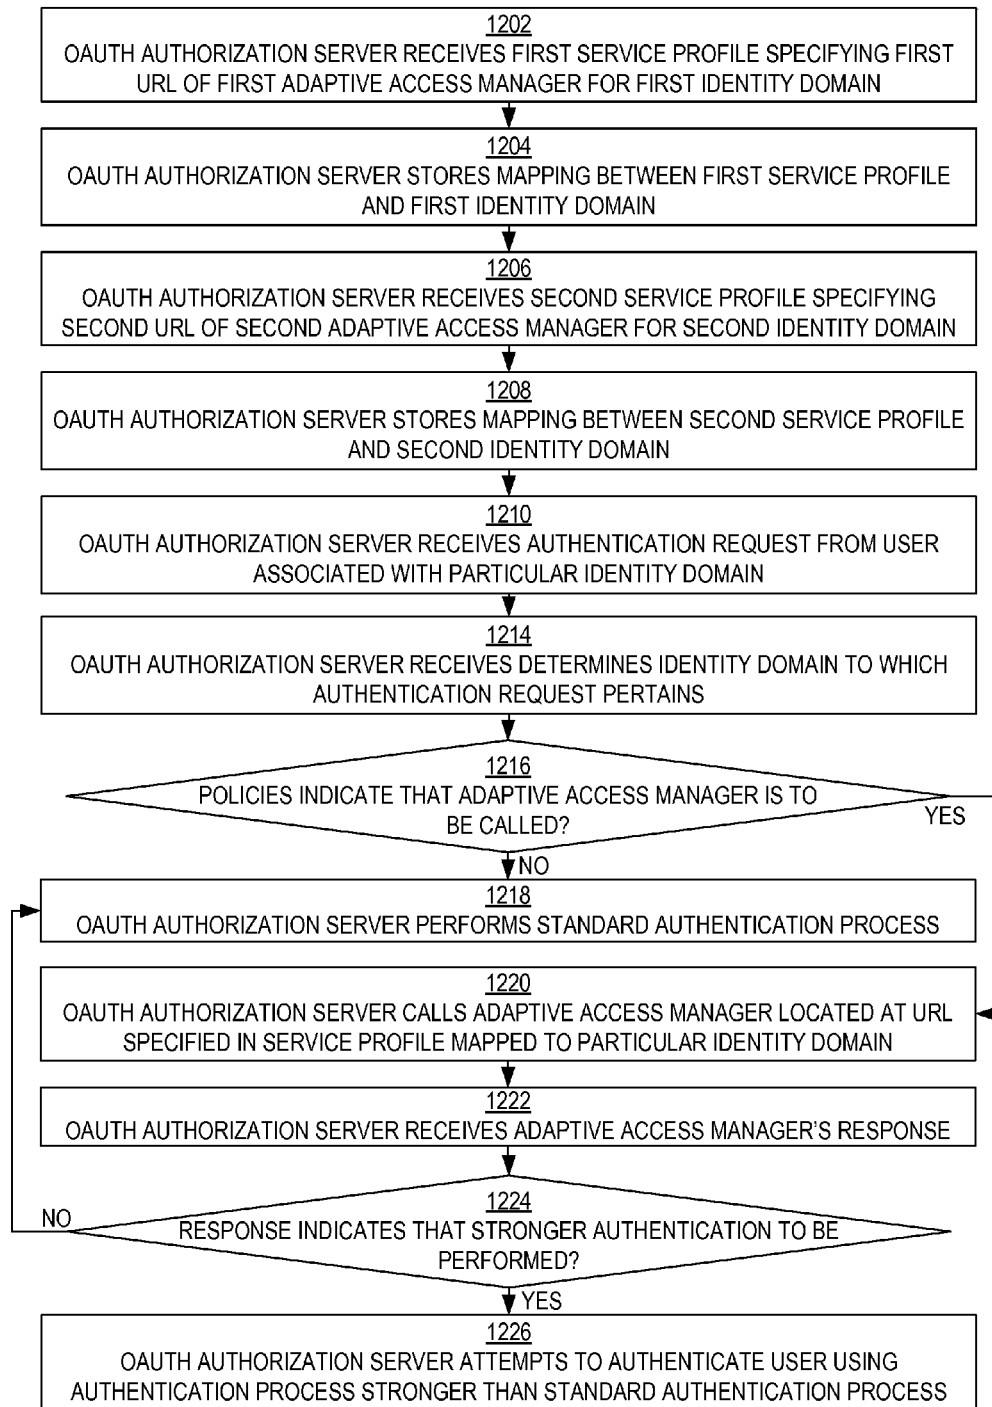 1202
OAUTH AUTHORIZATION SERVER RECEIVES FIRST SERVICE PROFILE SPECIFYING FIRST
URL OF FIRST ADAPTIVE ACCESS MANAGER FOR FIRST IDENTITY DOMAIN
1204
OAUTH AUTHORIZATION SERVER STORES MAPPING BETWEEN FIRST SERVICE PROFILE
AND FIRST IDENTITY DOMAIN
1206
OAUTH AUTHORIZATION SERVER RECEIVES SECOND SERVICE PROFILE SPECIFYING
SECOND URL OF SECOND ADAPTIVE ACCESS MANAGER FOR SECOND IDENTITY DOMAIN
1208
OAUTH AUTHORIZATION SERVER STORES MAPPING BETWEEN SECOND SERVICE PROFILE
AND SECOND IDENTITY DOMAIN
1210
OAUTH AUTHORIZATION SERVER RECEIVES AUTHENTICATION REQUEST FROM USER
ASSOCIATED WITH PARTICULAR IDENTITY DOMAIN
1214
OAUTH AUTHORIZATION SERVER RECEIVES DETERMINES IDENTITY DOMAIN TO WHICH
AUTHENTICATION REQUEST PERTAINS
1216
POLICIES INDICATE THAT ADAPTIVE ACCESS MANAGER IS TO
BE CALLED?
YES
NO
1218
OAUTH AUTHORIZATION SERVER PERFORMS STANDARD AUTHENTICATION PROCESS
1220
OAUTH AUTHORIZATION SERVER CALLS ADAPTIVE ACCESS MANAGER LOCATED AT URL
SPECIFIED IN SERVICE PROFILE MAPPED TO PARTICULAR IDENTITY DOMAIN
1222
OAUTH AUTHORIZATION SERVER RECEIVES ADAPTIVE ACCESS MANAGER'S RESPONSE
1224
NO
RESPONSE INDICATES THAT STRONGER AUTHENTICATION TO BE
PERFORMED?
YES
1226
OAUTH AUTHORIZATION SERVER ATTEMPTS TO AUTHENTICATE USER USING
AUTHENTICATION PROCESS STRONGER THAN STANDARD AUTHENTICATION PROCESS